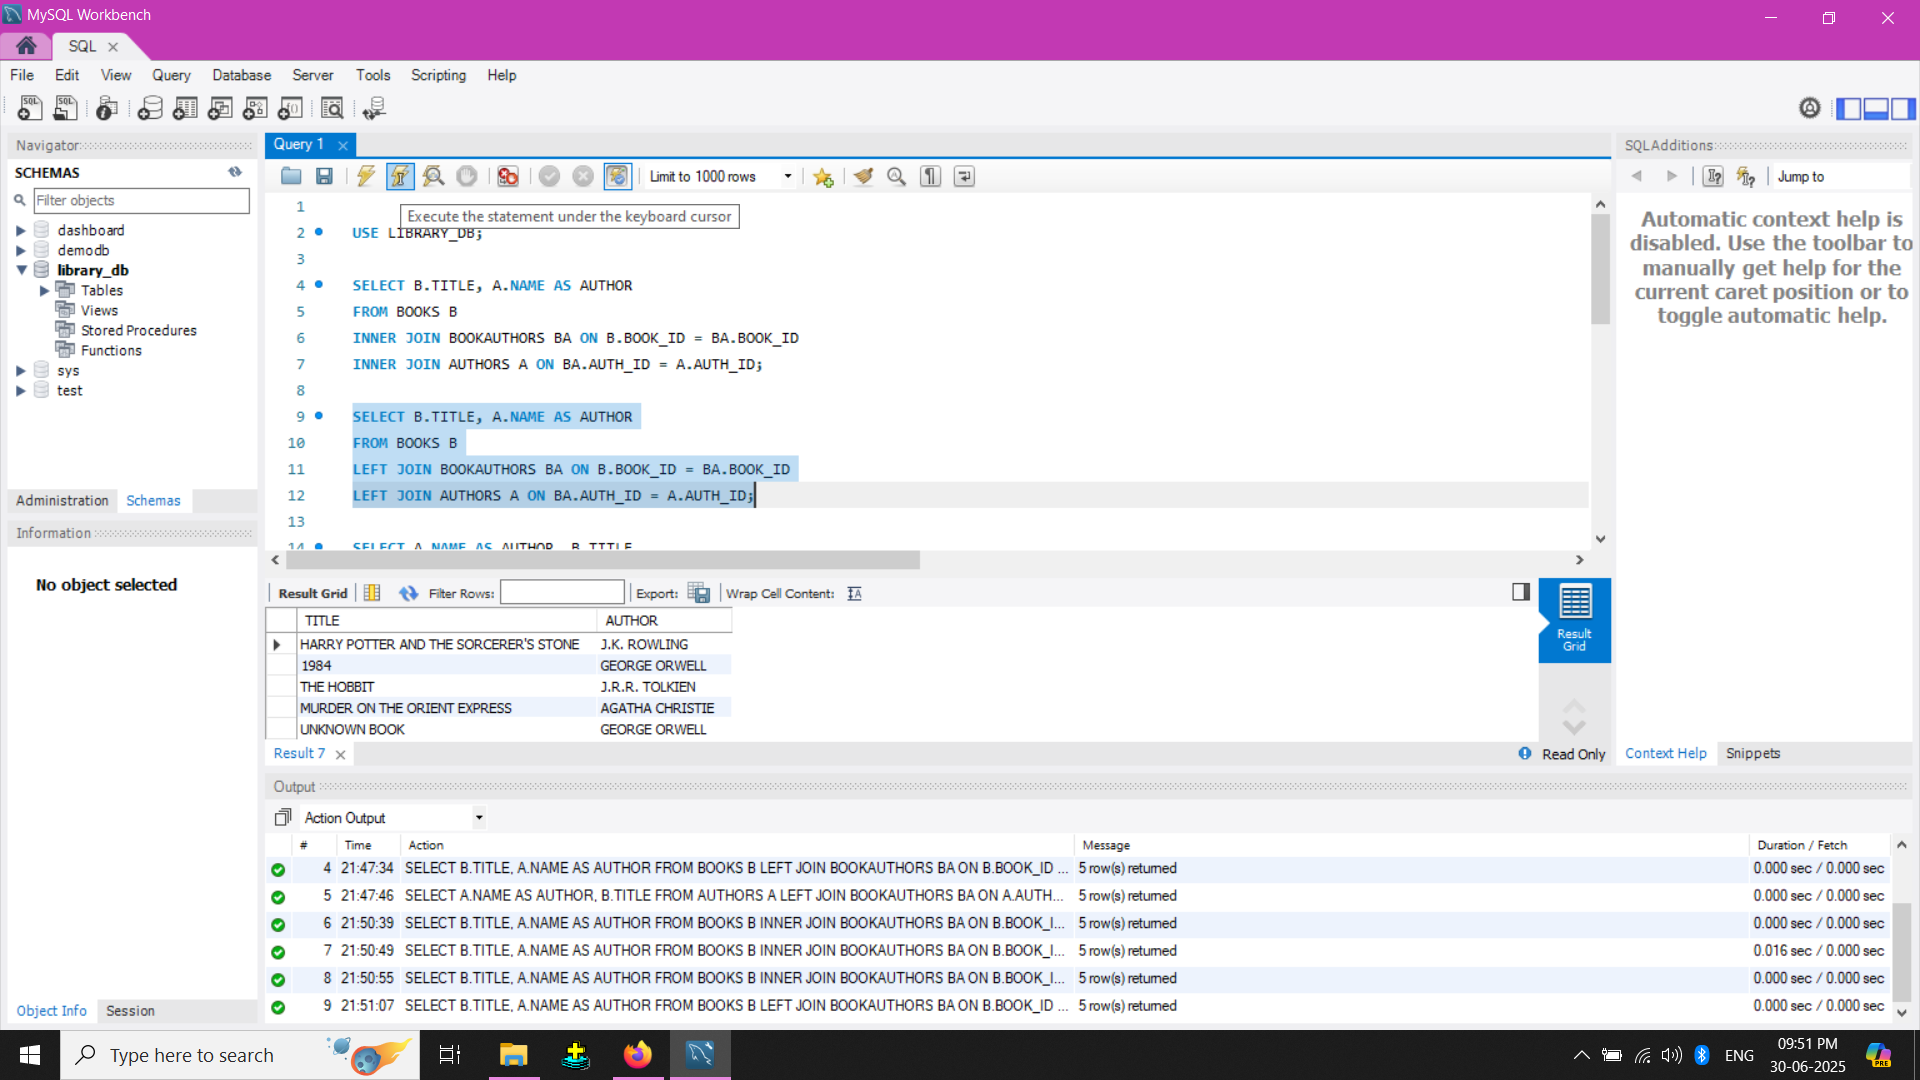 MySQL Workbench
SQL
File Edit View Query Database Server Tools Scripting Help
Navigator
SCHEMAS
Filter objects
dashboard
demodb
library_db
Tables
Views
Stored Procedures
Functions
sys
test
Administration Schemas
Information
No object selected
Object Info Session
Query 1
Limit to 1000 rows
Execute the statement under the keyboard cursor
1
2 USE LIBRARY_DB;
3
4 SELECT B.TITLE, A.NAME AS AUTHOR
5 FROM BOOKS B
6 INNER JOIN BOOKAUTHORS BA ON B.BOOK_ID = BA.BOOK_ID
7 INNER JOIN AUTHORS A ON BA.AUTH_ID = A.AUTH_ID;
8
9 SELECT B.TITLE, A.NAME AS AUTHOR
10 FROM BOOKS B
11 LEFT JOIN BOOKAUTHORS BA ON B.BOOK_ID = BA.BOOK_ID
12 LEFT JOIN AUTHORS A ON BA.AUTH_ID = A.AUTH_ID;
13
14 SELECT A.NAME AS AUTHOR, B.TITLE
Result Grid Filter Rows: Export: Wrap Cell Content:
TITLE AUTHOR
HARRY POTTER AND THE SORCERER'S STONE J.K. ROWLING
1984 GEORGE ORWELL
THE HOBBIT J.R.R. TOLKIEN
MURDER ON THE ORIENT EXPRESS AGATHA CHRISTIE
UNKNOWN BOOK GEORGE ORWELL
Result Grid
Result 7
Read Only
SQLAdditions
Jump to
Automatic context help is
disabled. Use the toolbar to
manually get help for the
current caret position or to
toggle automatic help.
Context Help Snippets
Output
Action Output
# Time Action Message Duration / Fetch
4 21:47:34 SELECT B.TITLE, A.NAME AS AUTHOR FROM BOOKS B LEFT JOIN BOOKAUTHORS BA ON B.BOOK_ID ... 5 row(s) returned 0.000 sec / 0.000 sec
5 21:47:46 SELECT A.NAME AS AUTHOR, B.TITLE FROM AUTHORS A LEFT JOIN BOOKAUTHORS BA ON A.AUTH... 5 row(s) returned 0.000 sec / 0.000 sec
6 21:50:39 SELECT B.TITLE, A.NAME AS AUTHOR FROM BOOKS B INNER JOIN BOOKAUTHORS BA ON B.BOOK_I... 5 row(s) returned 0.000 sec / 0.000 sec
7 21:50:49 SELECT B.TITLE, A.NAME AS AUTHOR FROM BOOKS B INNER JOIN BOOKAUTHORS BA ON B.BOOK_I... 5 row(s) returned 0.016 sec / 0.000 sec
8 21:50:55 SELECT B.TITLE, A.NAME AS AUTHOR FROM BOOKS B INNER JOIN BOOKAUTHORS BA ON B.BOOK_I... 5 row(s) returned 0.000 sec / 0.000 sec
9 21:51:07 SELECT B.TITLE, A.NAME AS AUTHOR FROM BOOKS B LEFT JOIN BOOKAUTHORS BA ON B.BOOK_ID ... 5 row(s) returned 0.000 sec / 0.000 sec
Type here to search
ENG
09:51 PM
30-06-2025
PRE